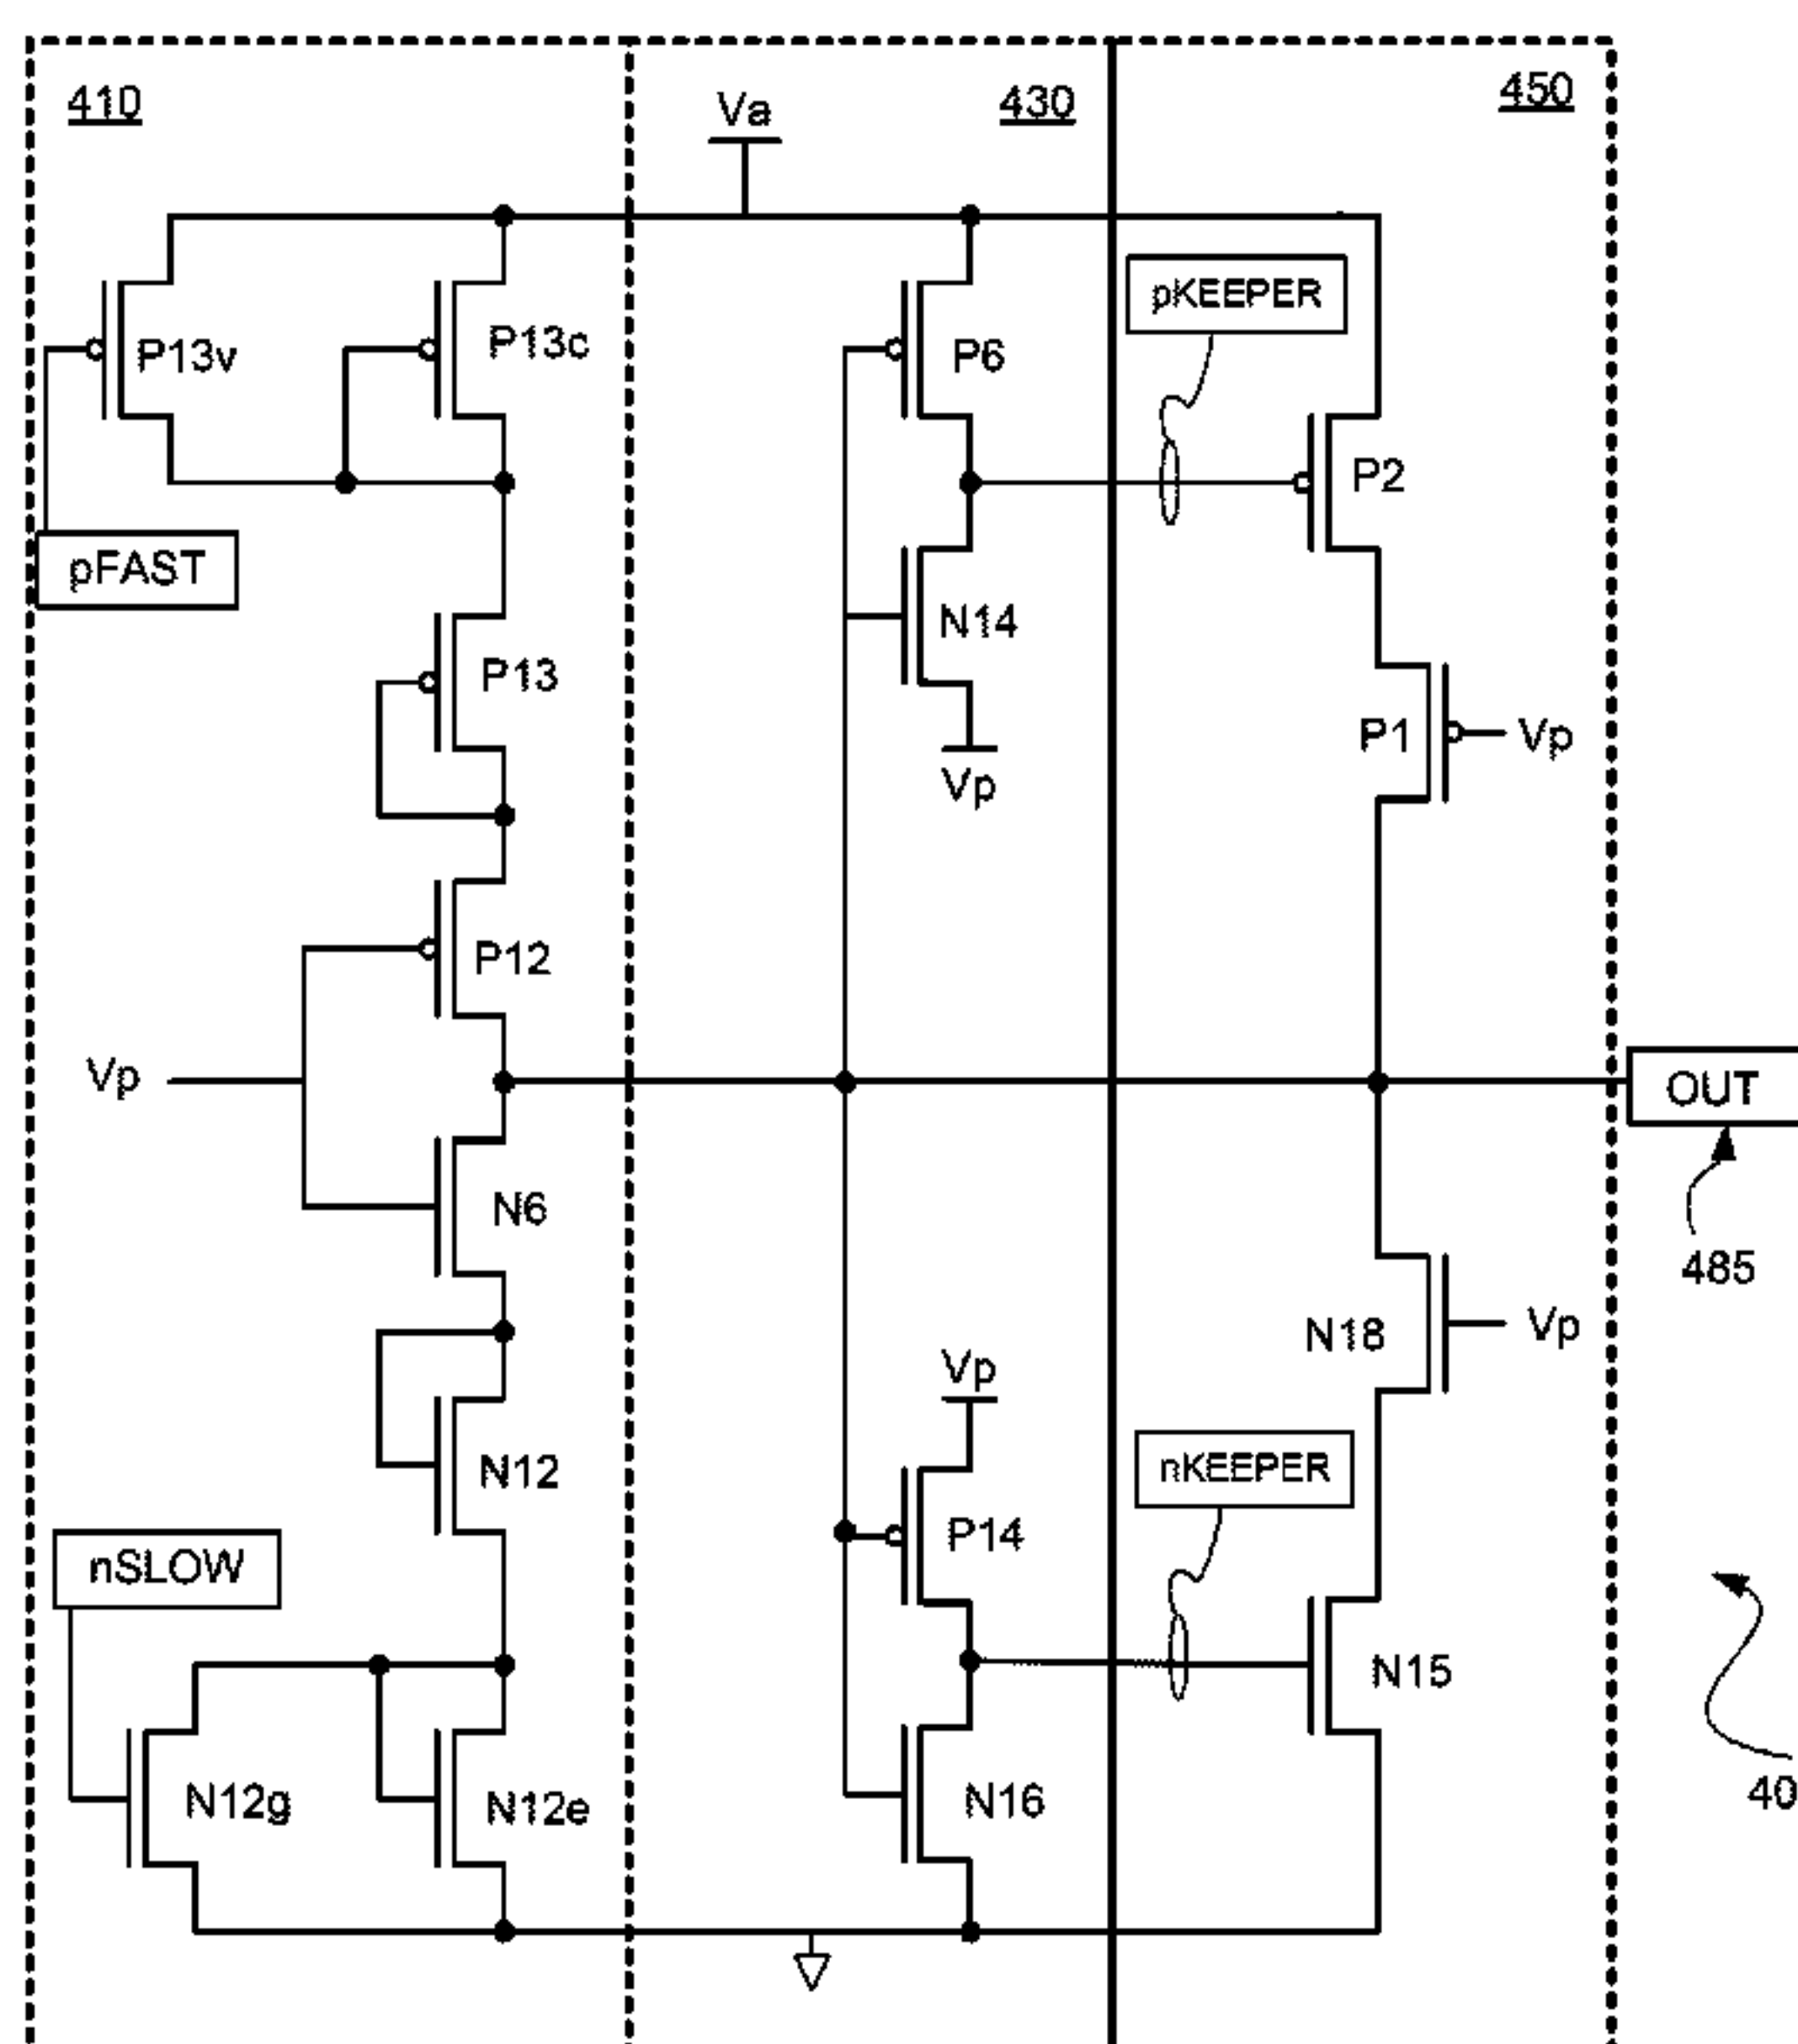 410
430
450
Va
pKEEPER
P13v
P13c
P6
P2
pFAST
N14
P13
P1
Vp
Vp
P12
Vp
OUT
N6
485
N18
Vp
Vp
N12
nKEEPER
P14
nSLOW
N15
N12g
N12e
N16
40